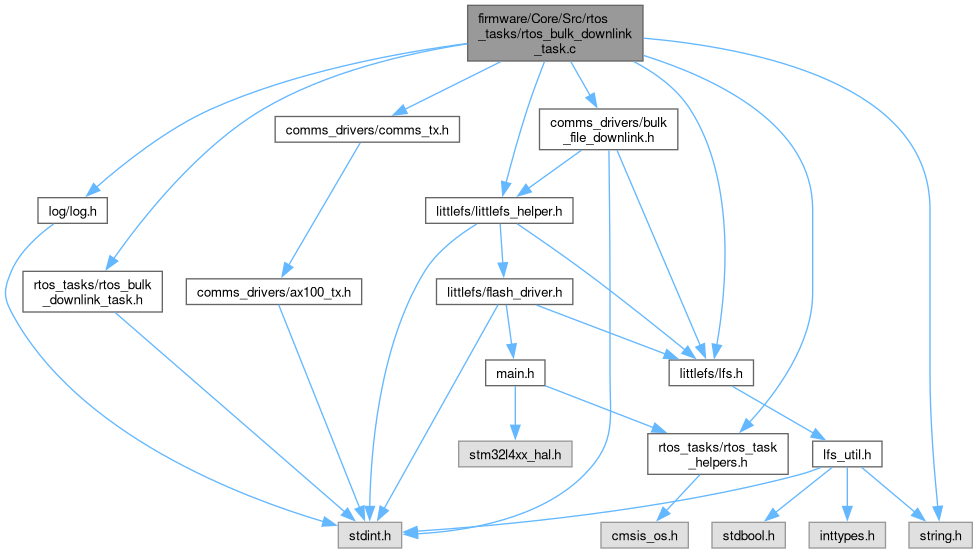 firmware/Core/Src/rtos
_tasks/rtos_bulk_downlink
_task.c
comms_drivers/comms_tx.h
comms_drivers/bulk
_file_downlink.h
log/log.h
littlefs/littlefs_helper.h
rtos_tasks/rtos_bulk
_downlink_task.h
comms_drivers/ax100_tx.h
littlefs/flash_driver.h
main.h
littlefs/lfs.h
stm32l4xx_hal.h
rtos_tasks/rtos_task
_helpers.h
lfs_util.h
stdint.h
cmsis_os.h
stdbool.h
inttypes.h
string.h